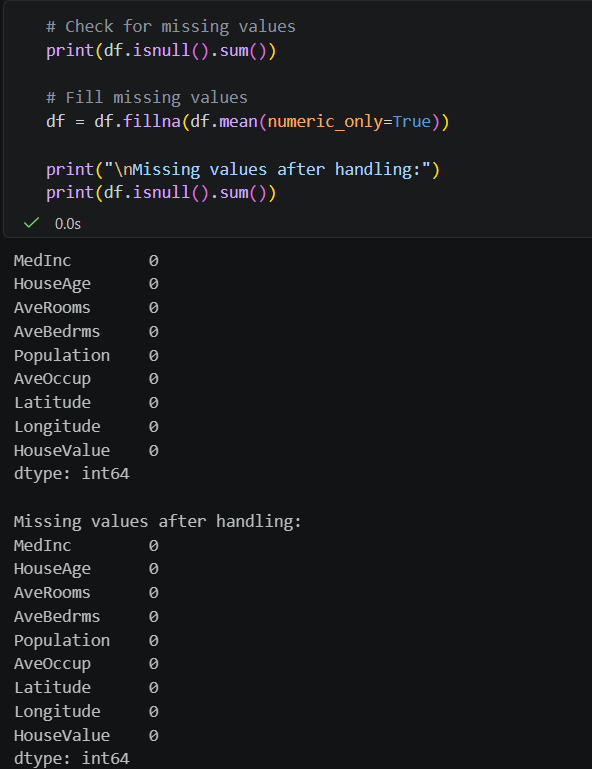 # Check for missing values
print(df.isnull().sum())
# Fill missing values
df = df.fillna(df.mean(numeric_only=True))
print("\nMissing values after handling:")
print(df.isnull().sum())
0.0s
MedInc        0
HouseAge      0
AveRooms      0
AveBedrms     0
Population    0
AveOccup      0
Latitude      0
Longitude     0
HouseValue    0
dtype: int64
Missing values after handling:
MedInc        0
HouseAge      0
AveRooms      0
AveBedrms     0
Population    0
AveOccup      0
Latitude      0
Longitude     0
HouseValue    0
dtype: int64